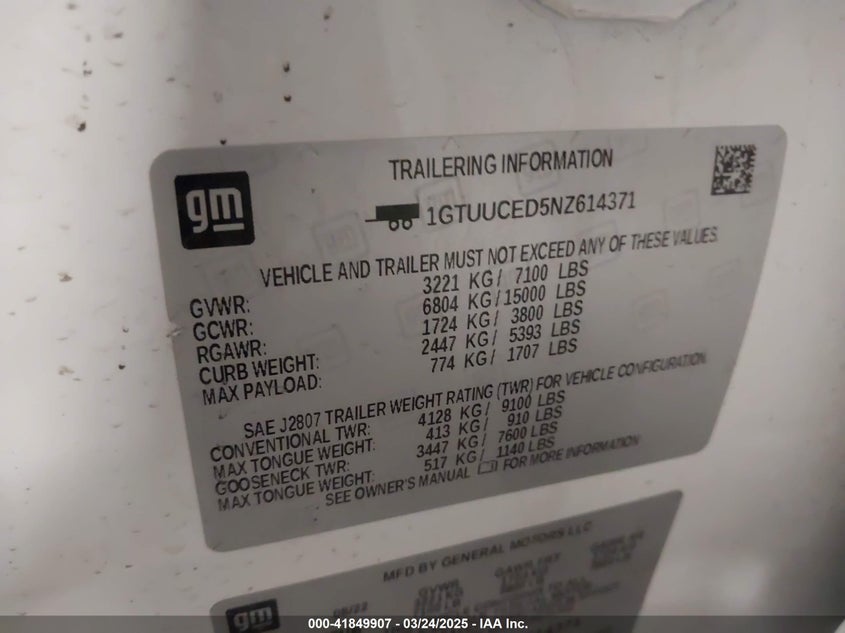 gm
TRAILERING INFORMATION
1GTUUCED5NZ614371
VEHICLE AND TRAILER MUST NOT EXCEED ANY OF THESE VALUES.
GVWR: 3221 KG / 7100 LBS
GCWR: 6804 KG / 15000 LBS
RGAWR: 1724 KG / 3800 LBS
CURB WEIGHT: 2447 KG / 5393 LBS
MAX PAYLOAD: 774 KG / 1707 LBS
SAE J2807 TRAILER WEIGHT RATING (TWR) FOR VEHICLE CONFIGURATION.
CONVENTIONAL TWR: 4128 KG / 9100 LBS
MAX TONGUE WEIGHT: 413 KG / 910 LBS
GOOSENECK TWR: 3447 KG / 7600 LBS
MAX TONGUE WEIGHT: 517 KG / 1140 LBS
SEE OWNER'S MANUAL FOR MORE INFORMATION
MFD BY GENERAL MOTORS LLC
gm
GVWR
000-41849907 - 03/24/2025 - IAA Inc.